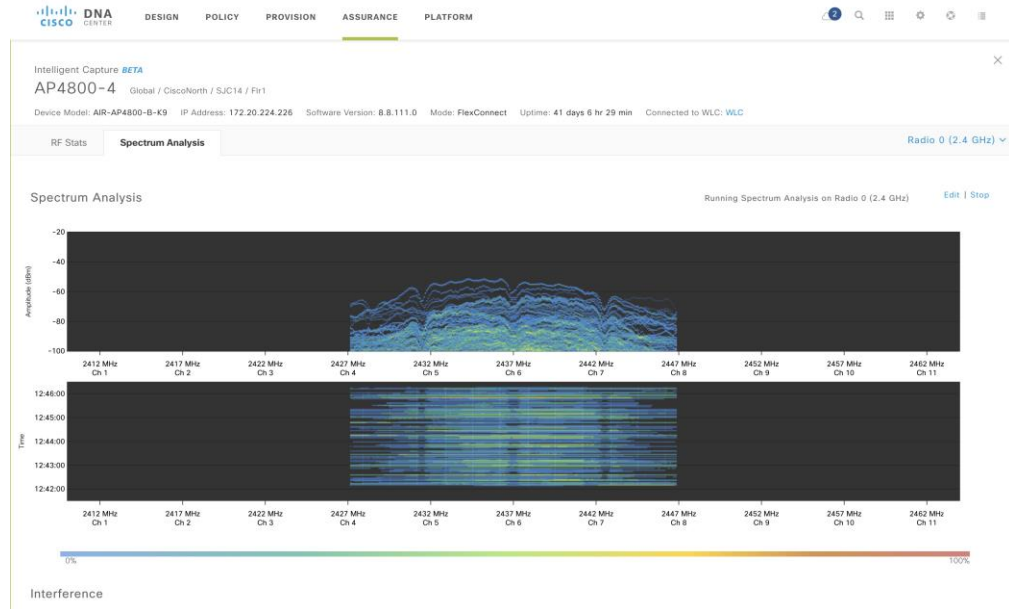 CISCO DNA CENTER DESIGN POLICY PROVISION ASSURANCE PLATFORM 2
Intelligent Capture BETA
AP4800-4 Global / CiscoNorth / SJC14 / Flr1
Device Model: AIR-AP4800-B-K9 IP Address: 172.20.224.226 Software Version: 8.8.111.0 Mode: FlexConnect Uptime: 41 days 6 hr 29 min Connected to WLC: WLC
RF Stats Spectrum Analysis Radio 0 (2.4 GHz)
Spectrum Analysis Running Spectrum Analysis on Radio 0 (2.4 GHz) Edit | Stop
Amplitude (dBm)
-20
-40
-60
-80
-100
2412 MHz 2417 MHz 2422 MHz 2427 MHz 2432 MHz 2437 MHz 2442 MHz 2447 MHz 2452 MHz 2457 MHz 2462 MHz
Ch 1 Ch 2 Ch 3 Ch 4 Ch 5 Ch 6 Ch 7 Ch 8 Ch 9 Ch 10 Ch 11
Time
12:46:00
12:45:00
12:44:00
12:43:00
12:42:00
2412 MHz 2417 MHz 2422 MHz 2427 MHz 2432 MHz 2437 MHz 2442 MHz 2447 MHz 2452 MHz 2457 MHz 2462 MHz
Ch 1 Ch 2 Ch 3 Ch 4 Ch 5 Ch 6 Ch 7 Ch 8 Ch 9 Ch 10 Ch 11
0% 100%
Interference